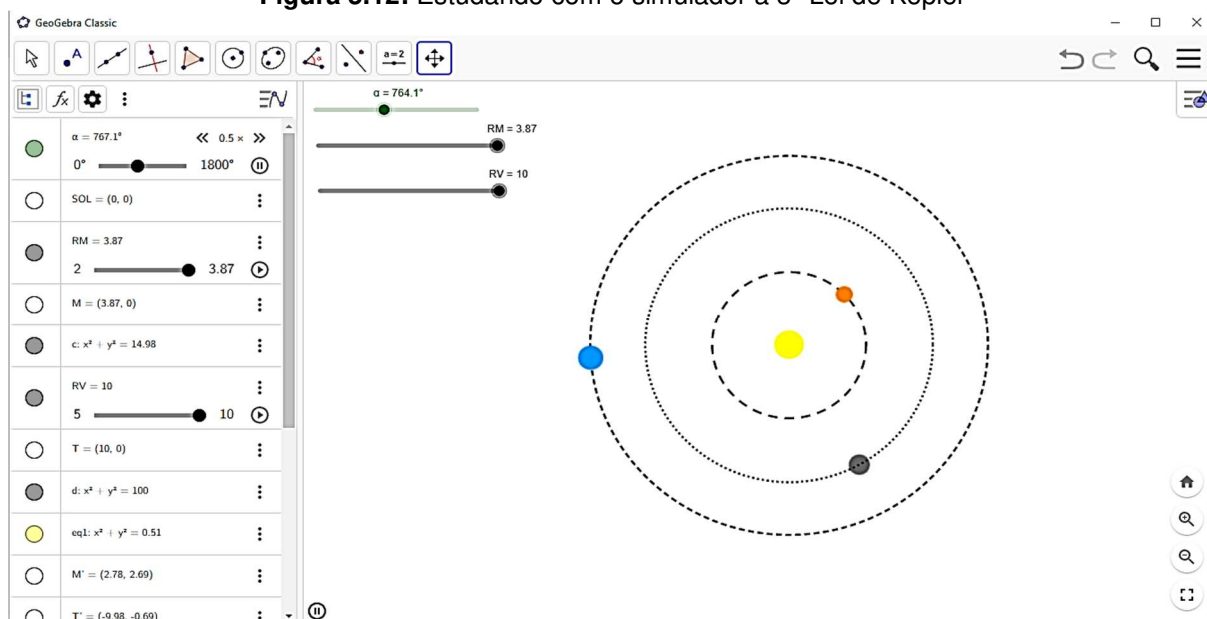 Figura 3.12: Estudando com o simulador a 3ª Lei de Kepler
GeoGebra Classic
a=2
α = 767.1°
0.5 ×
0°
1800°
SOL = (0, 0)
RM = 3.87
2
3.87
M = (3.87, 0)
c: x² + y² = 14.98
RV = 10
5
10
T = (10, 0)
d: x² + y² = 100
eq1: x² + y² = 0.51
M' = (2.78, 2.69)
T' = (-9.98, -0.69)
α = 764.1°
RM = 3.87
RV = 10